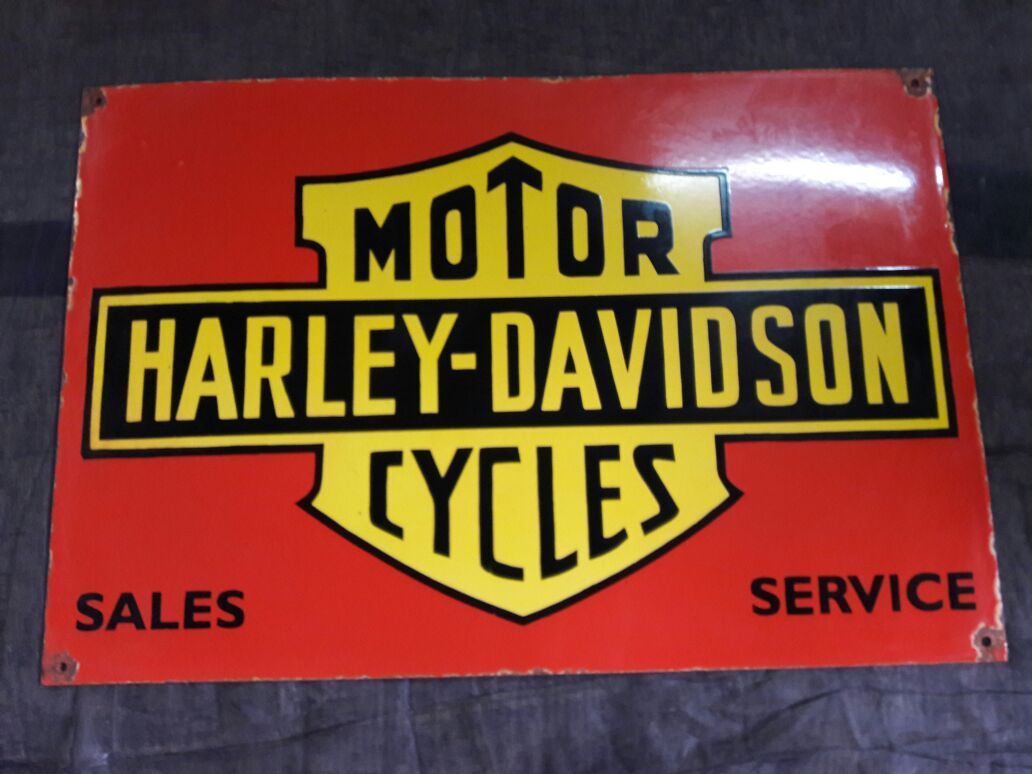 MOTOR
HARLEY-DAVIDSON
CYCLES
SALES
SERVICE